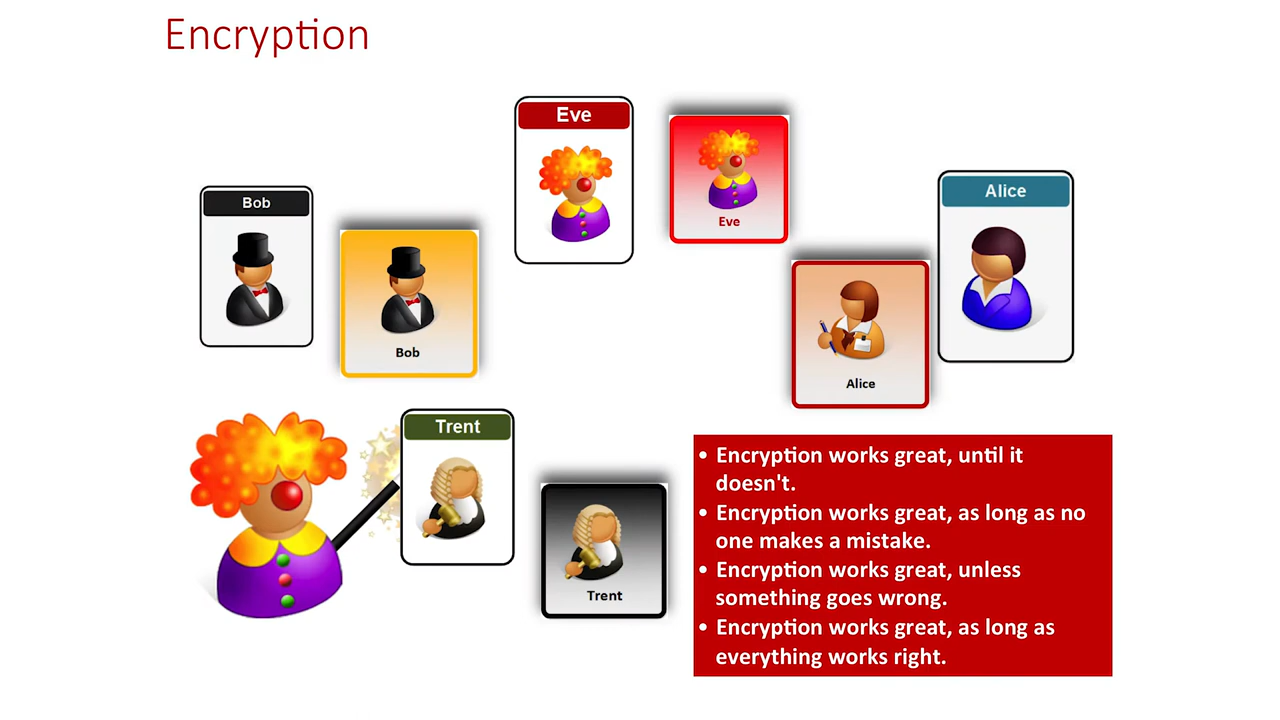 Encryption
Eve
Eve
Bob
Bob
Alice
Alice
Trent
Trent
• Encryption works great, until it
doesn't.
• Encryption works great, as long as no
one makes a mistake.
• Encryption works great, unless
something goes wrong.
• Encryption works great, as long as
everything works right.